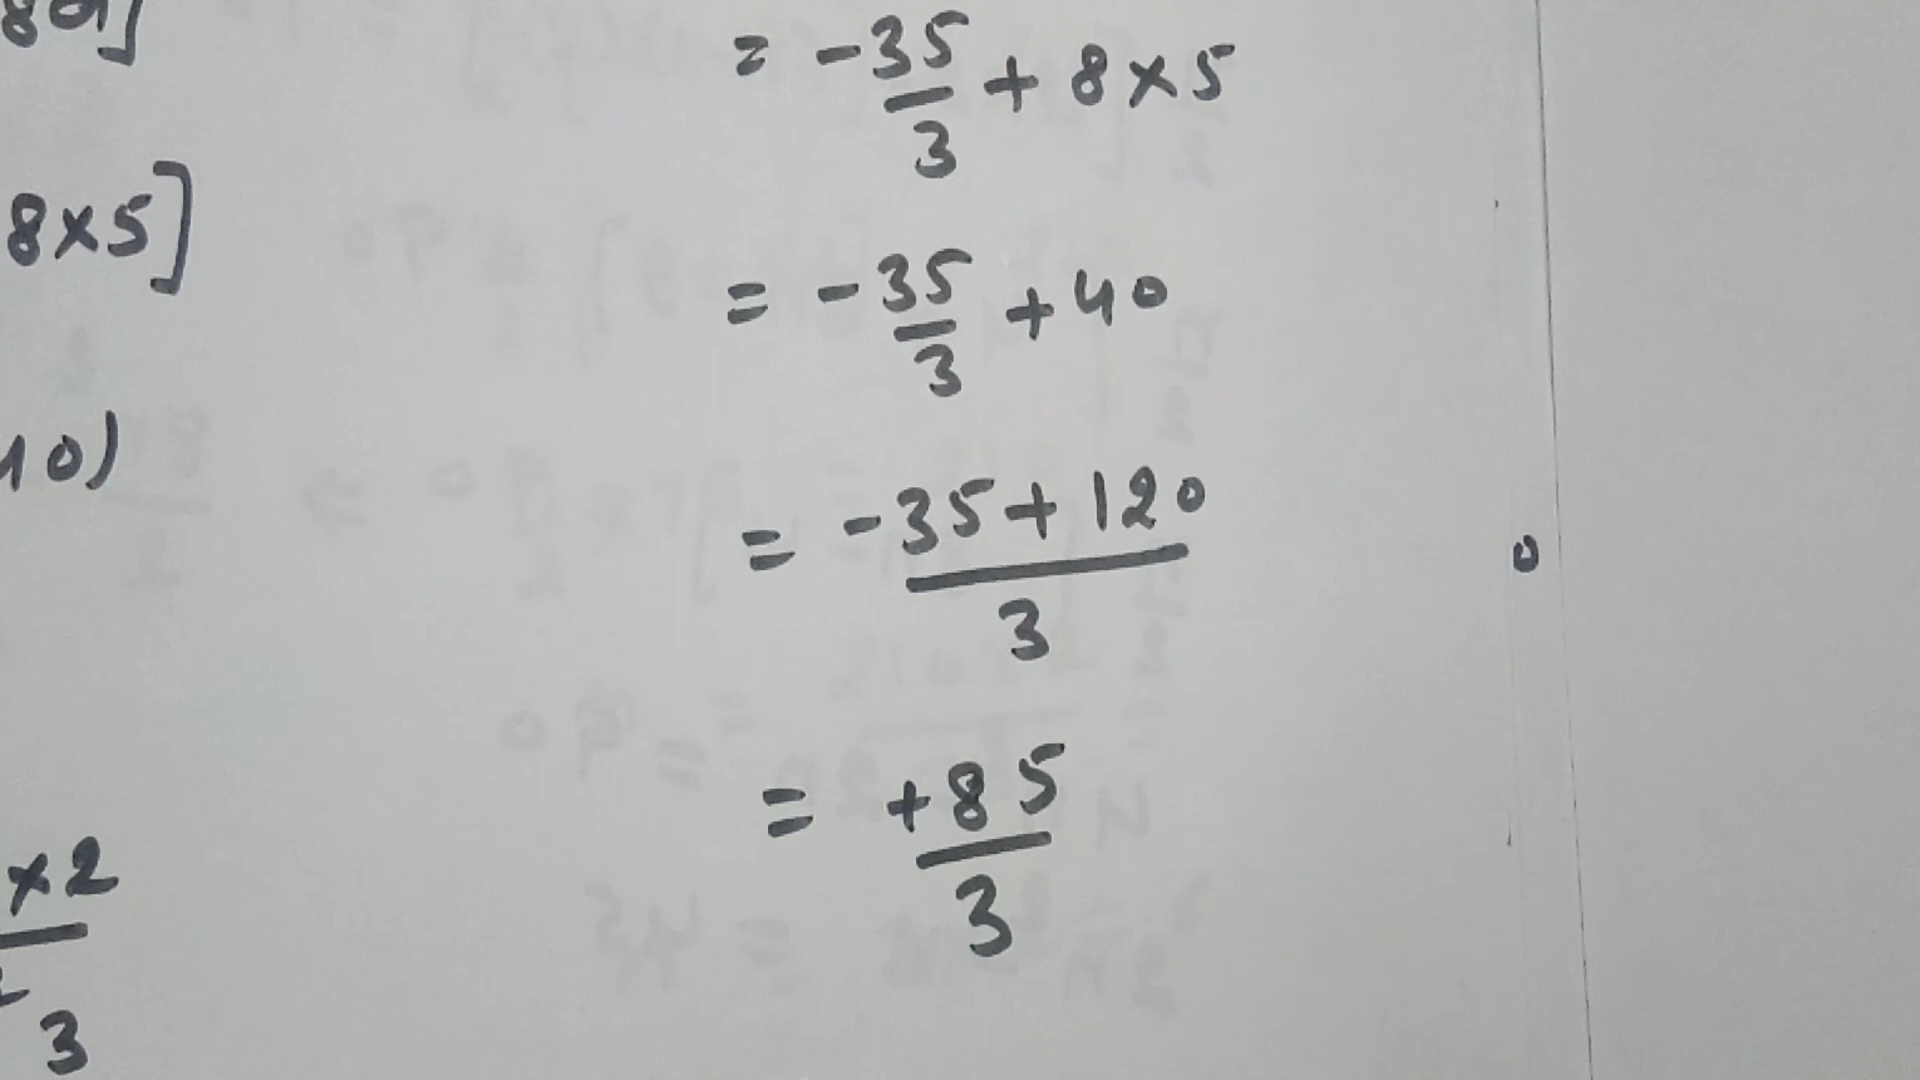 8a]
8×5]
10)
×2
3
= -35/3 + 8×5
= -35/3 + 40
= -35+120/3
= +85/3